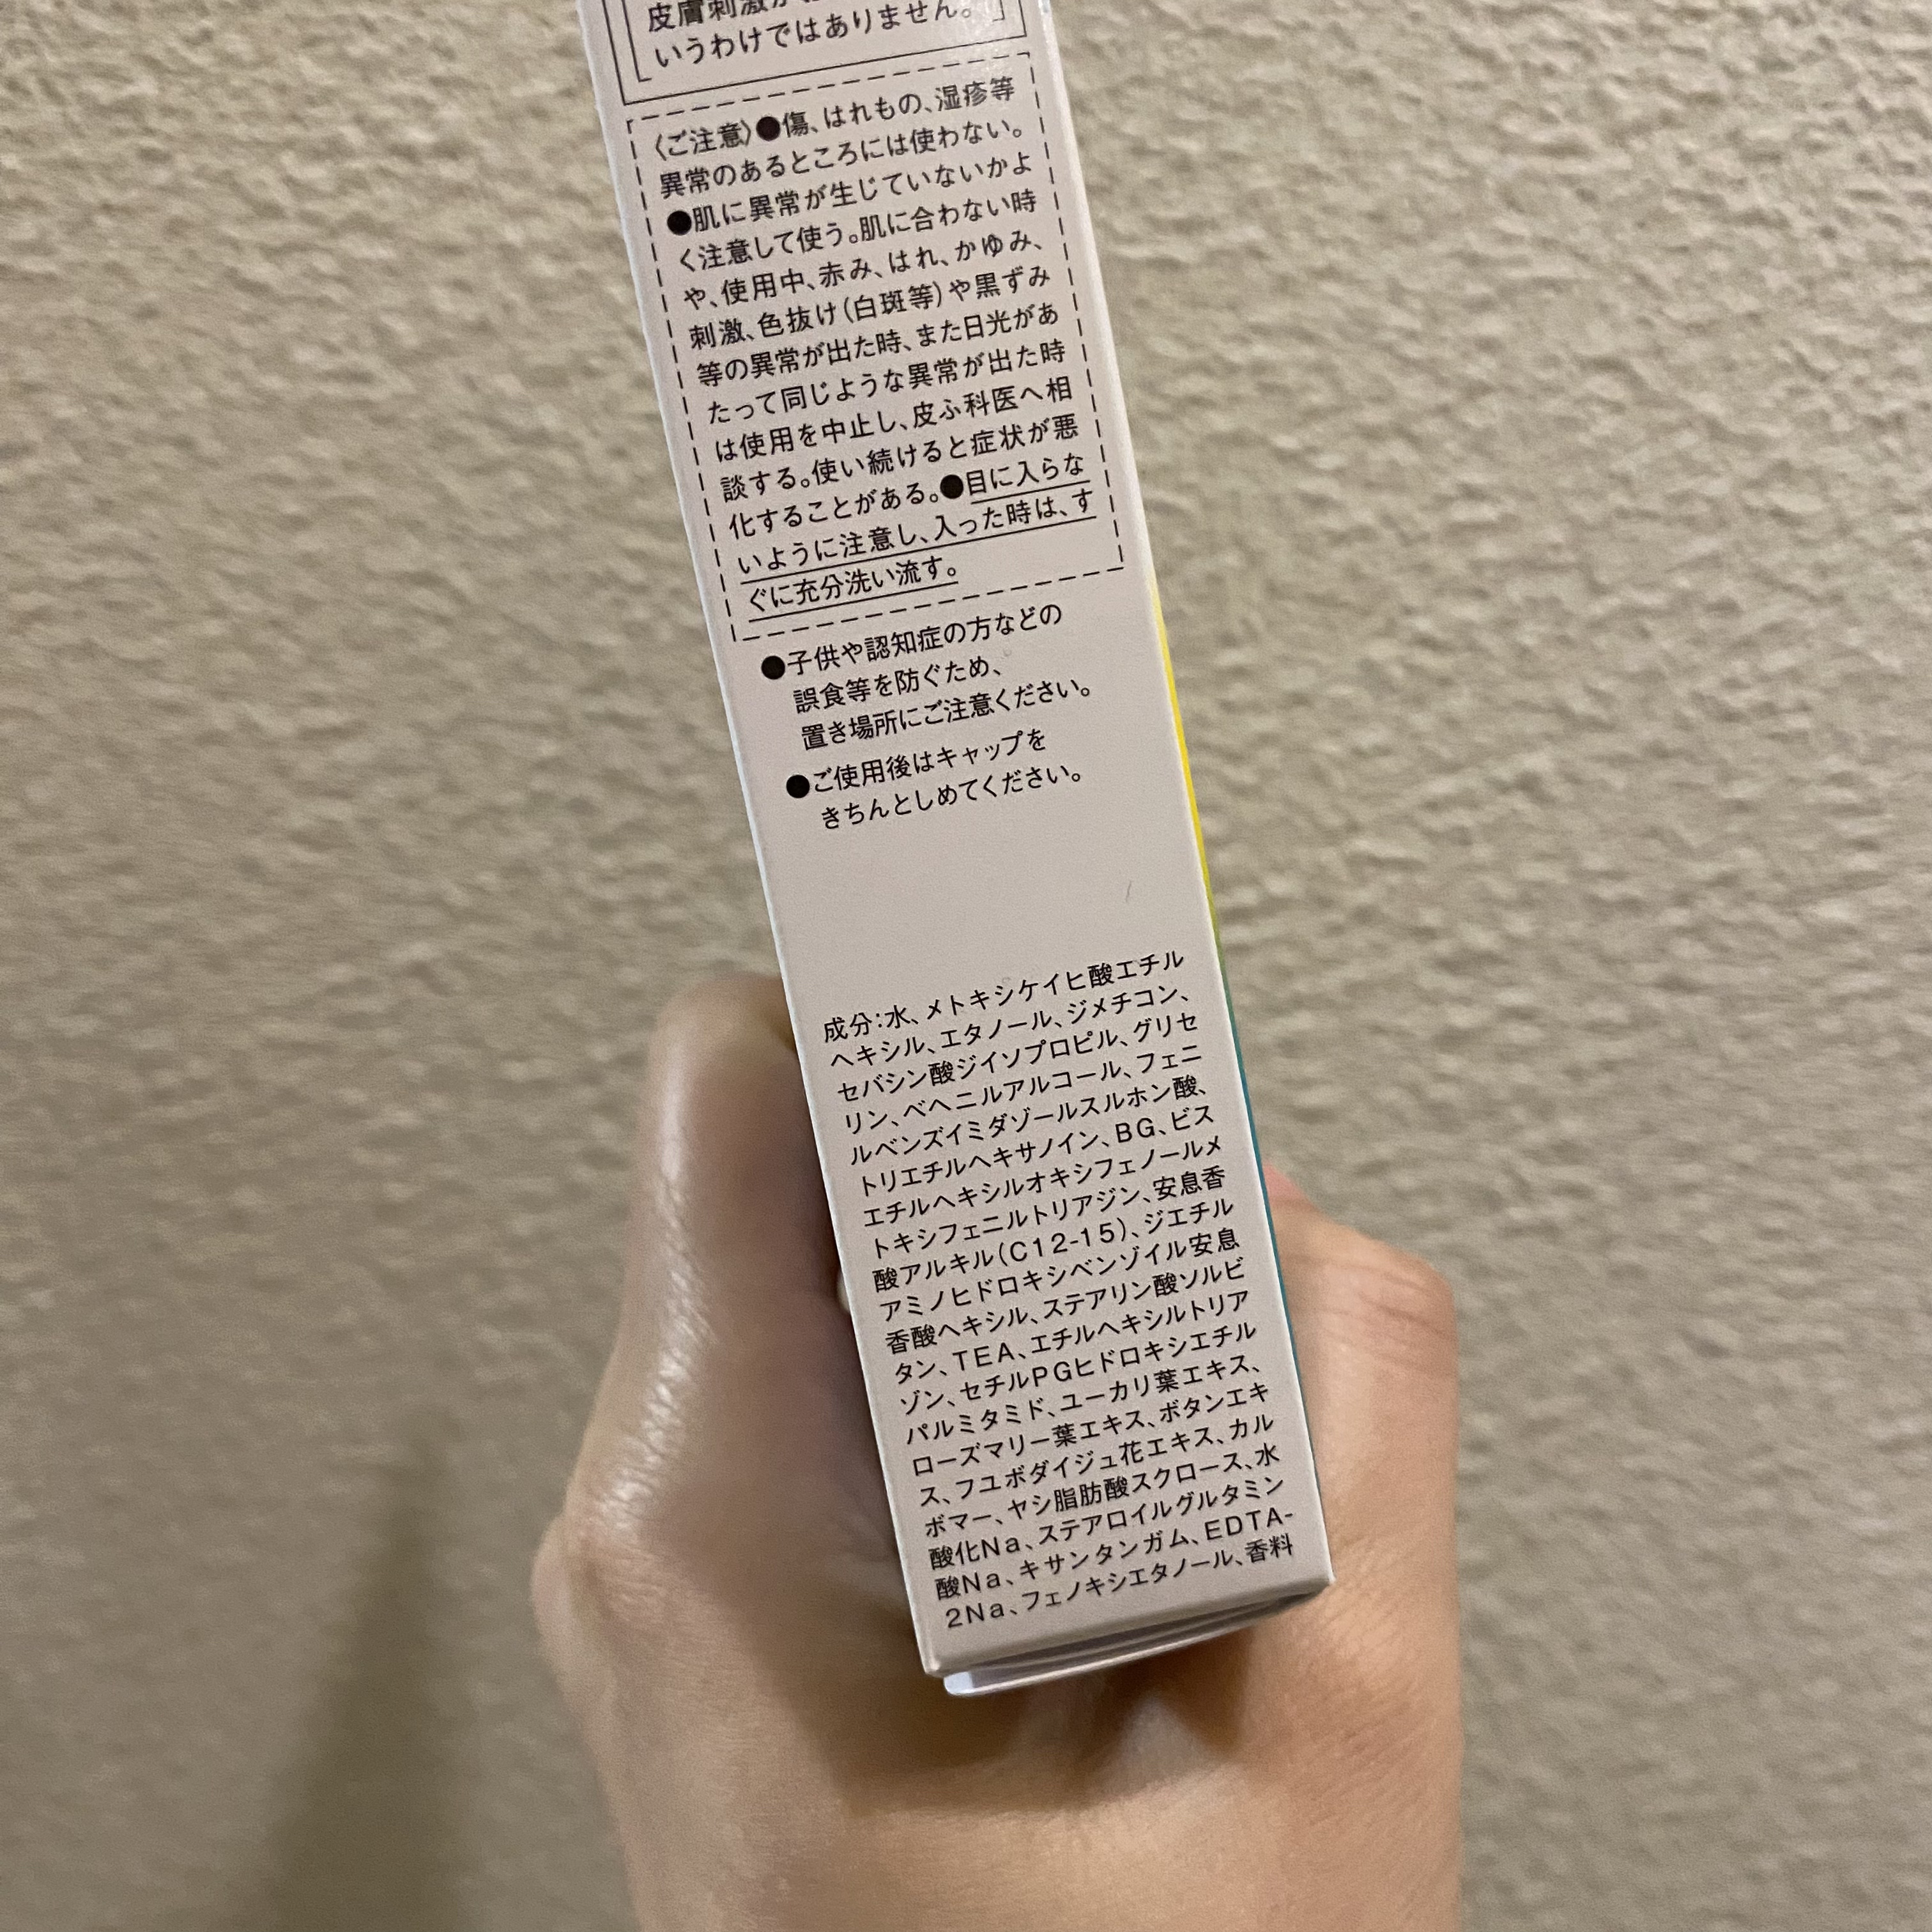 皮膚刺激が
いうわけではありません。
〈ご注意〉●傷、はれもの、湿疹等
異常のあるところには使わない。
●肌に異常が生じていないかよ
く注意して使う。肌に合わない時
や、使用中、赤み、はれ、かゆみ、
刺激、色抜け(白斑等)や黒ずみ
等の異常が出た時、また日光があ
たって同じような異常が出た時
は使用を中止し、皮ふ科医へ相
談する。使い続けると症状が悪
化することがある。●目に入らな
いように注意し、入った時は、す
ぐに充分洗い流す。
●子供や認知症の方などの
誤食等を防ぐため、
置き場所にご注意ください。
●ご使用後はキャップを
きちんとしめてください。
成分:水、メトキシケイヒ酸エチル
ヘキシル、エタノール、ジメチコン、
セバシン酸ジイソプロピル、グリセ
リン、ベヘニルアルコール、フェニ
ルベンズイミダゾールスルホン酸、
トリエチルヘキサノイン、BG、ビス
エチルヘキシルオキシフェノールメ
トキシフェニルトリアジン、安息香
酸アルキル(C12-15)、ジエチル
アミノヒドロキシベンゾイル安息
香酸ヘキシル、ステアリン酸ソルビ
タン、TEA、エチルヘキシルトリア
ゾン、セチルPGヒドロキシエチル
パルミタミド、ユーカリ葉エキス、
ローズマリー葉エキス、ボタンエキ
ス、フユボダイジュ花エキス、カル
ボマー、ヤシ脂肪酸スクロース、水
酸化Na、ステアロイルグルタミン
酸Na、キサンタンガム、EDTA-
2Na、フェノキシエタノール、香料